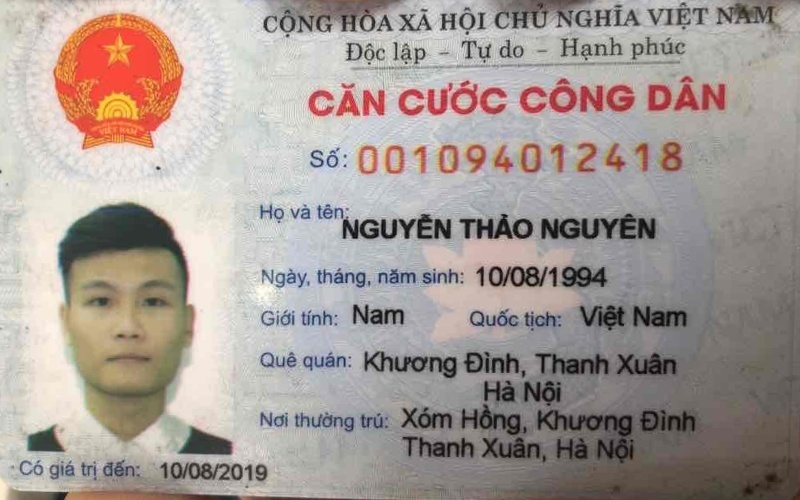 CỘNG HÒA XÃ HỘI CHỦ NGHĨA VIỆT NAM
Độc lập - Tự do - Hạnh phúc
CĂN CƯỚC CÔNG DÂN
Số: 001094012418
Họ và tên: NGUYỄN THẢO NGUYÊN
Ngày, tháng, năm sinh: 10/08/1994
Giới tính: Nam Quốc tịch: Việt Nam
Quê quán: Khương Đình, Thanh Xuân
Hà Nội
Nơi thường trú: Xóm Hồng, Khương Đình
Thanh Xuân, Hà Nội
Có giá trị đến: 10/08/2019
VIỆT NAM